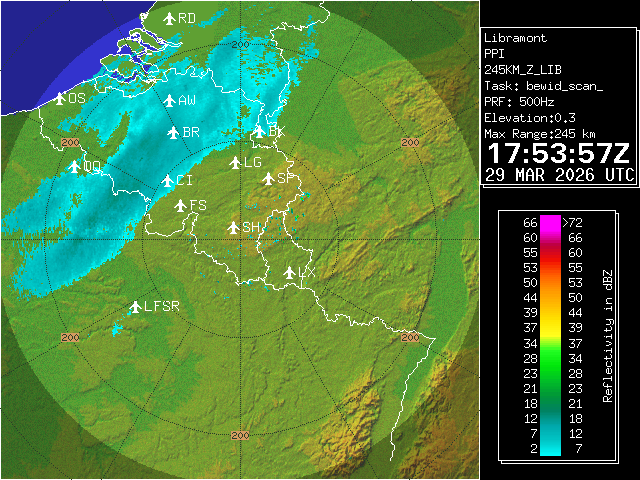 Libramont
PPI
245KM_Z_LIB
Task: bewid_scan_
PRF: 500Hz
Elevation:0.3
Max Range:245 km
17:53:57Z
29 MAR 2026 UTC
RD
200
OS
AW
BR
BK
200
200
OO
LG
CI
SP
FS
SH
LX
LFSR
200
200
200
66 >72
60 66
55 60
53 55
50 53
44 50
39 44
37 39
34 37
28 34
23 28
21 23
18 21
12 18
7 12
2 7
Reflectivity in dBZ